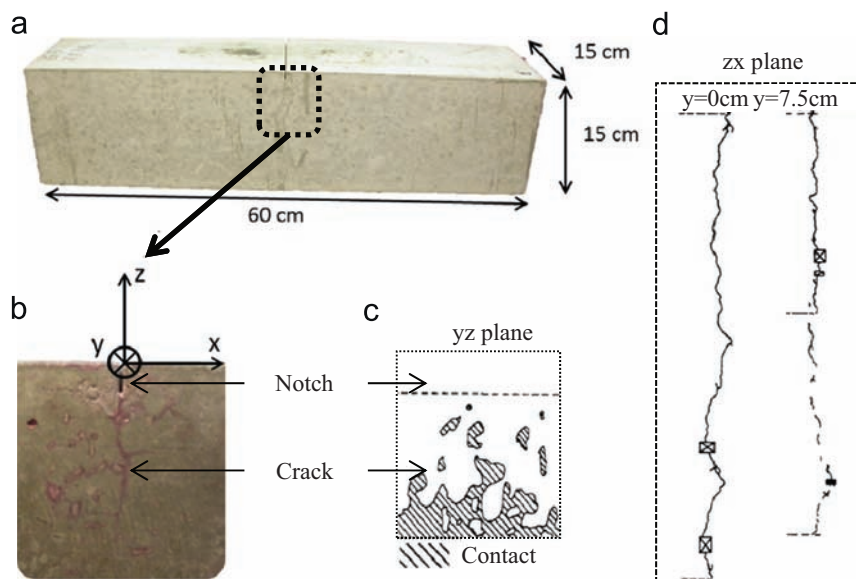 a
15 cm
15 cm
60 cm
b
z
y
x
Notch
Crack
c
yz plane
Contact
d
zx plane
y=0cm y=7.5cm